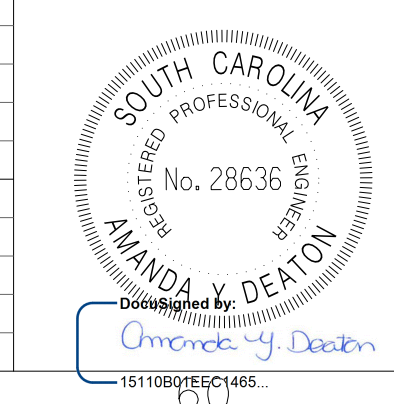 SOUTH CAROLINA
REGISTERED PROFESSIONAL ENGINEER
No. 28636
AMANDA Y DEATON
DocuSigned by:
Amanda Y. Deaton
15110B01EEC1465...